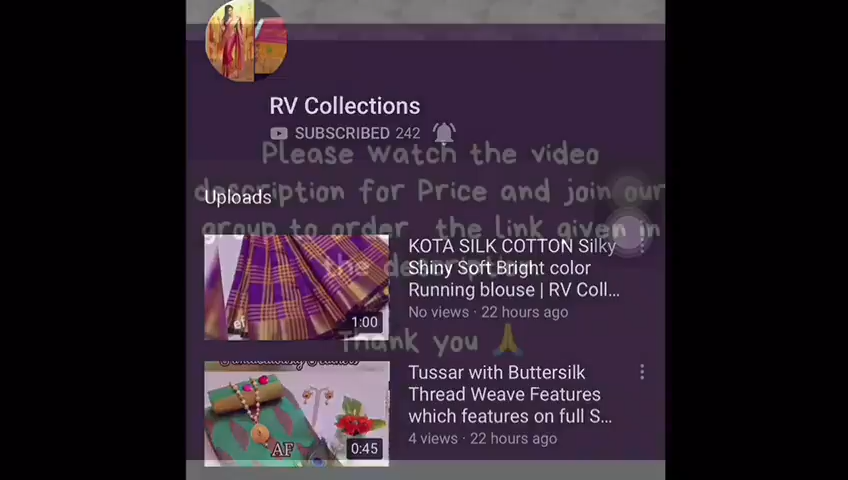 RV Collections
SUBSCRIBED 242
Please Watch the video
description for Price and join our
Uploads
group to order the link given in
the description
KOTA SILK COTTON Silky
Shiny Soft Bright color
Running blouse | RV Coll...
No views · 22 hours ago
1:00
Thank you 🙏
Tussar with Buttersilk
Thread Weave Features
which features on full S...
4 views · 22 hours ago
AF
0:45